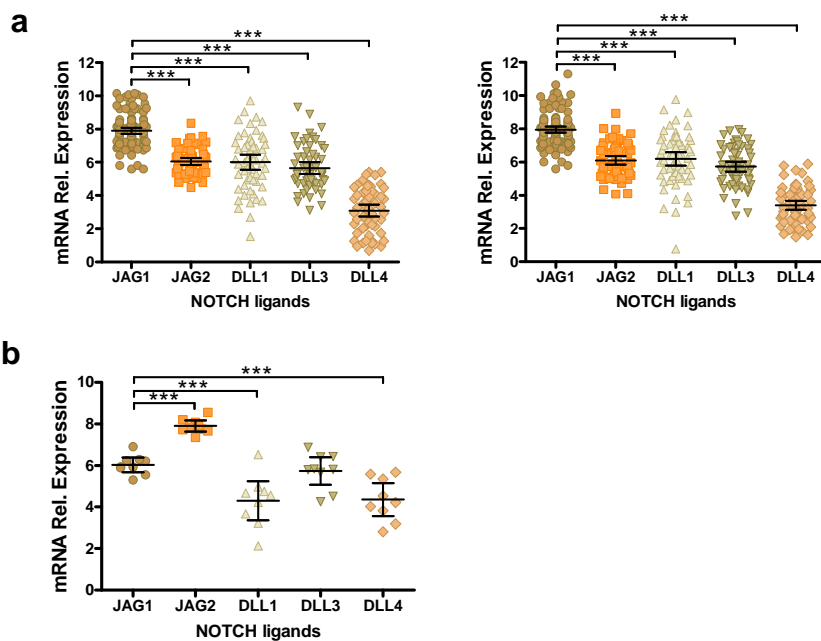 a
***
***
***
***
mRNA Rel. Expression
12
10
8
6
4
2
0
JAG1 JAG2 DLL1 DLL3 DLL4
NOTCH ligands
***
***
***
***
mRNA Rel. Expression
12
10
8
6
4
2
0
JAG1 JAG2 DLL1 DLL3 DLL4
NOTCH ligands
b
***
***
***
mRNA Rel. Expression
10
8
6
4
2
0
JAG1 JAG2 DLL1 DLL3 DLL4
NOTCH ligands